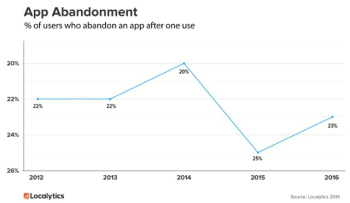 App Abandonment
% of users who abandon an app after one use
20%
22%
24%
26%
22%
22%
20%
25%
23%
2012 2013 2014 2015 2016
Localytics
Source: Localytics 2016